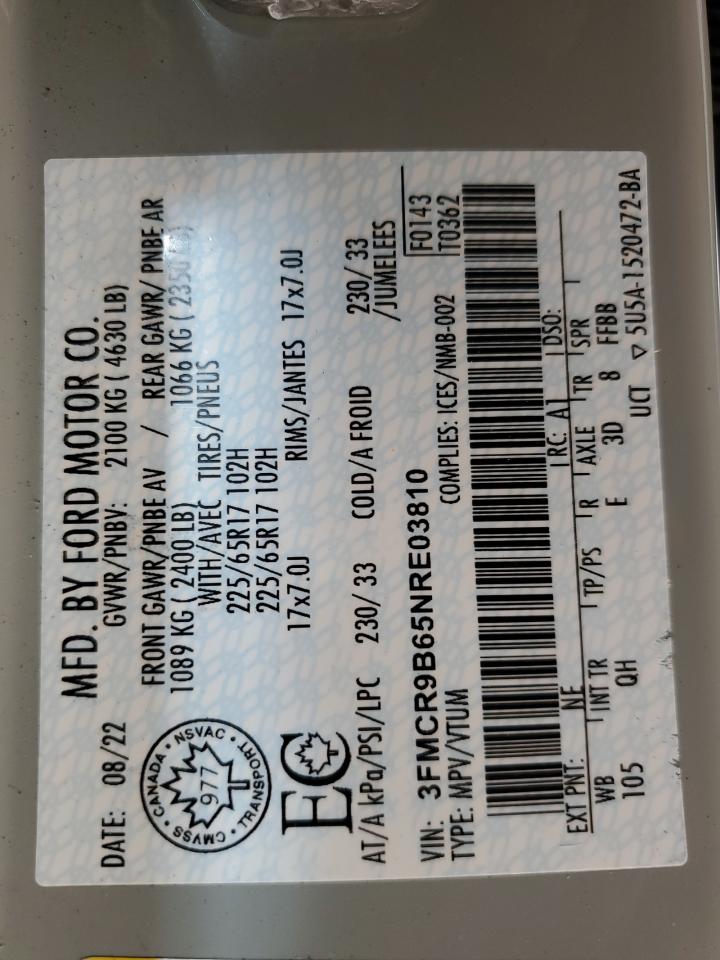 MFD. BY FORD MOTOR CO.
DATE: 08/22 GVWR/PNBV: 2100 KG ( 4630 LB)
FRONT GAWR/PNBE AV / REAR GAWR/ PNBE AR
1089 KG ( 2400 LB) 1066 KG ( 2350 LB)
WITH/AVEC TIRES/PNEUS
225/65R17 102H
225/65R17 102H
17x7.0J RIMS/JANTES 17x7.0J
CMVSS • CANADA • NSVAC • TRANSPORT •
977
EC
AT/A kPa/PSI/LPC 230/ 33 COLD/A FROID 230/ 33
/JUMELEES
VIN: 3FMCR9B65NRE03810
F0143
TYPE: MPV/VTUM COMPLIES: ICES/NMB-002 T0362
EXT PNT: NE RC: A1 DSO:
WB INT TR TP/PS R AXLE TR SPR
105 QH E 3D 8 FFBB
UCT ▽ 5U5A-1520472-BA